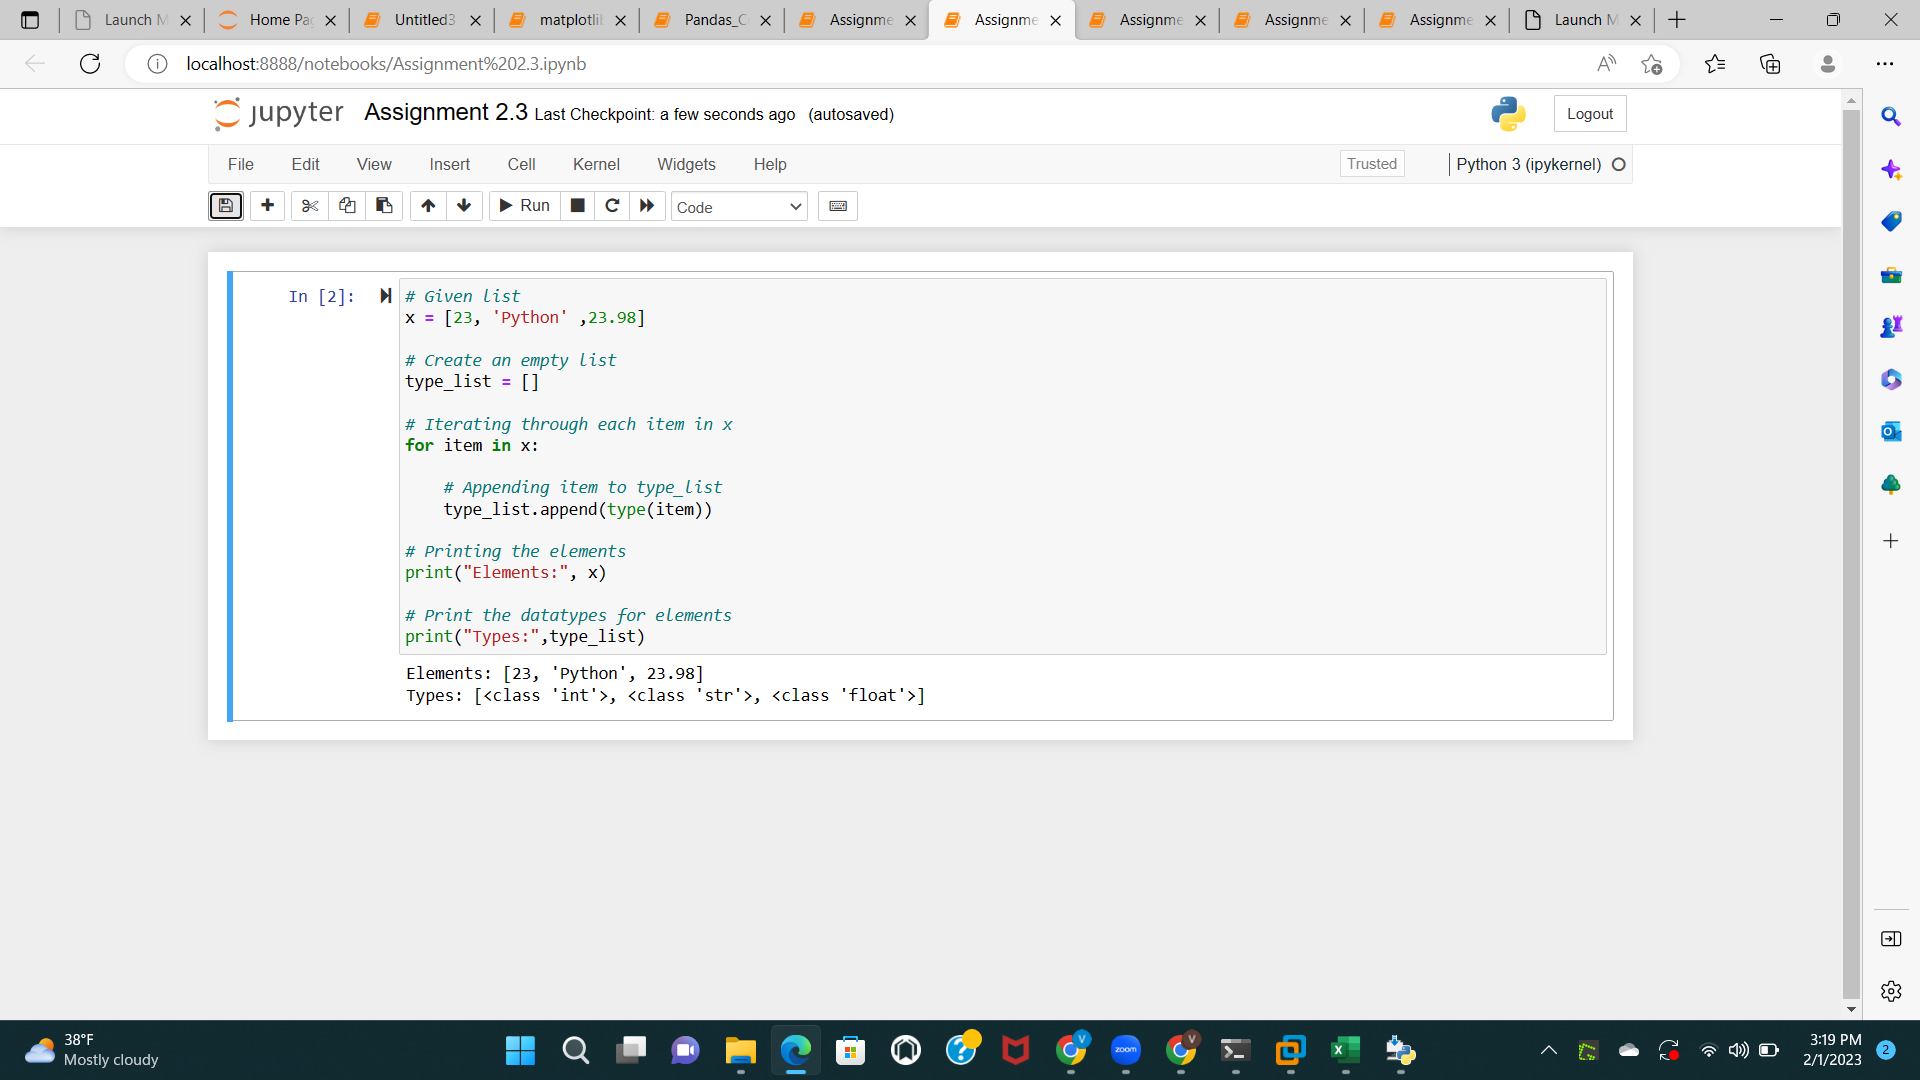 Launch M
Home Pa
Untitled3
matplotli
Pandas_C
Assignme
Assignme
Assignme
Assignme
Assignme
Launch M
localhost:8888/notebooks/Assignment%202.3.ipynb
jupyter Assignment 2.3 Last Checkpoint: a few seconds ago (autosaved)
Logout
File Edit View Insert Cell Kernel Widgets Help
Trusted
Python 3 (ipykernel)
Run
Code
In [2]:
# Given list
x = [23, 'Python' ,23.98]
# Create an empty list
type_list = []
# Iterating through each item in x
for item in x:
# Appending item to type_list
type_list.append(type(item))
# Printing the elements
print("Elements:", x)
# Print the datatypes for elements
print("Types:",type_list)
Elements: [23, 'Python', 23.98]
Types: [<class 'int'>, <class 'str'>, <class 'float'>]
38°F
Mostly cloudy
zoom
V
V
3:19 PM
2/1/2023
2